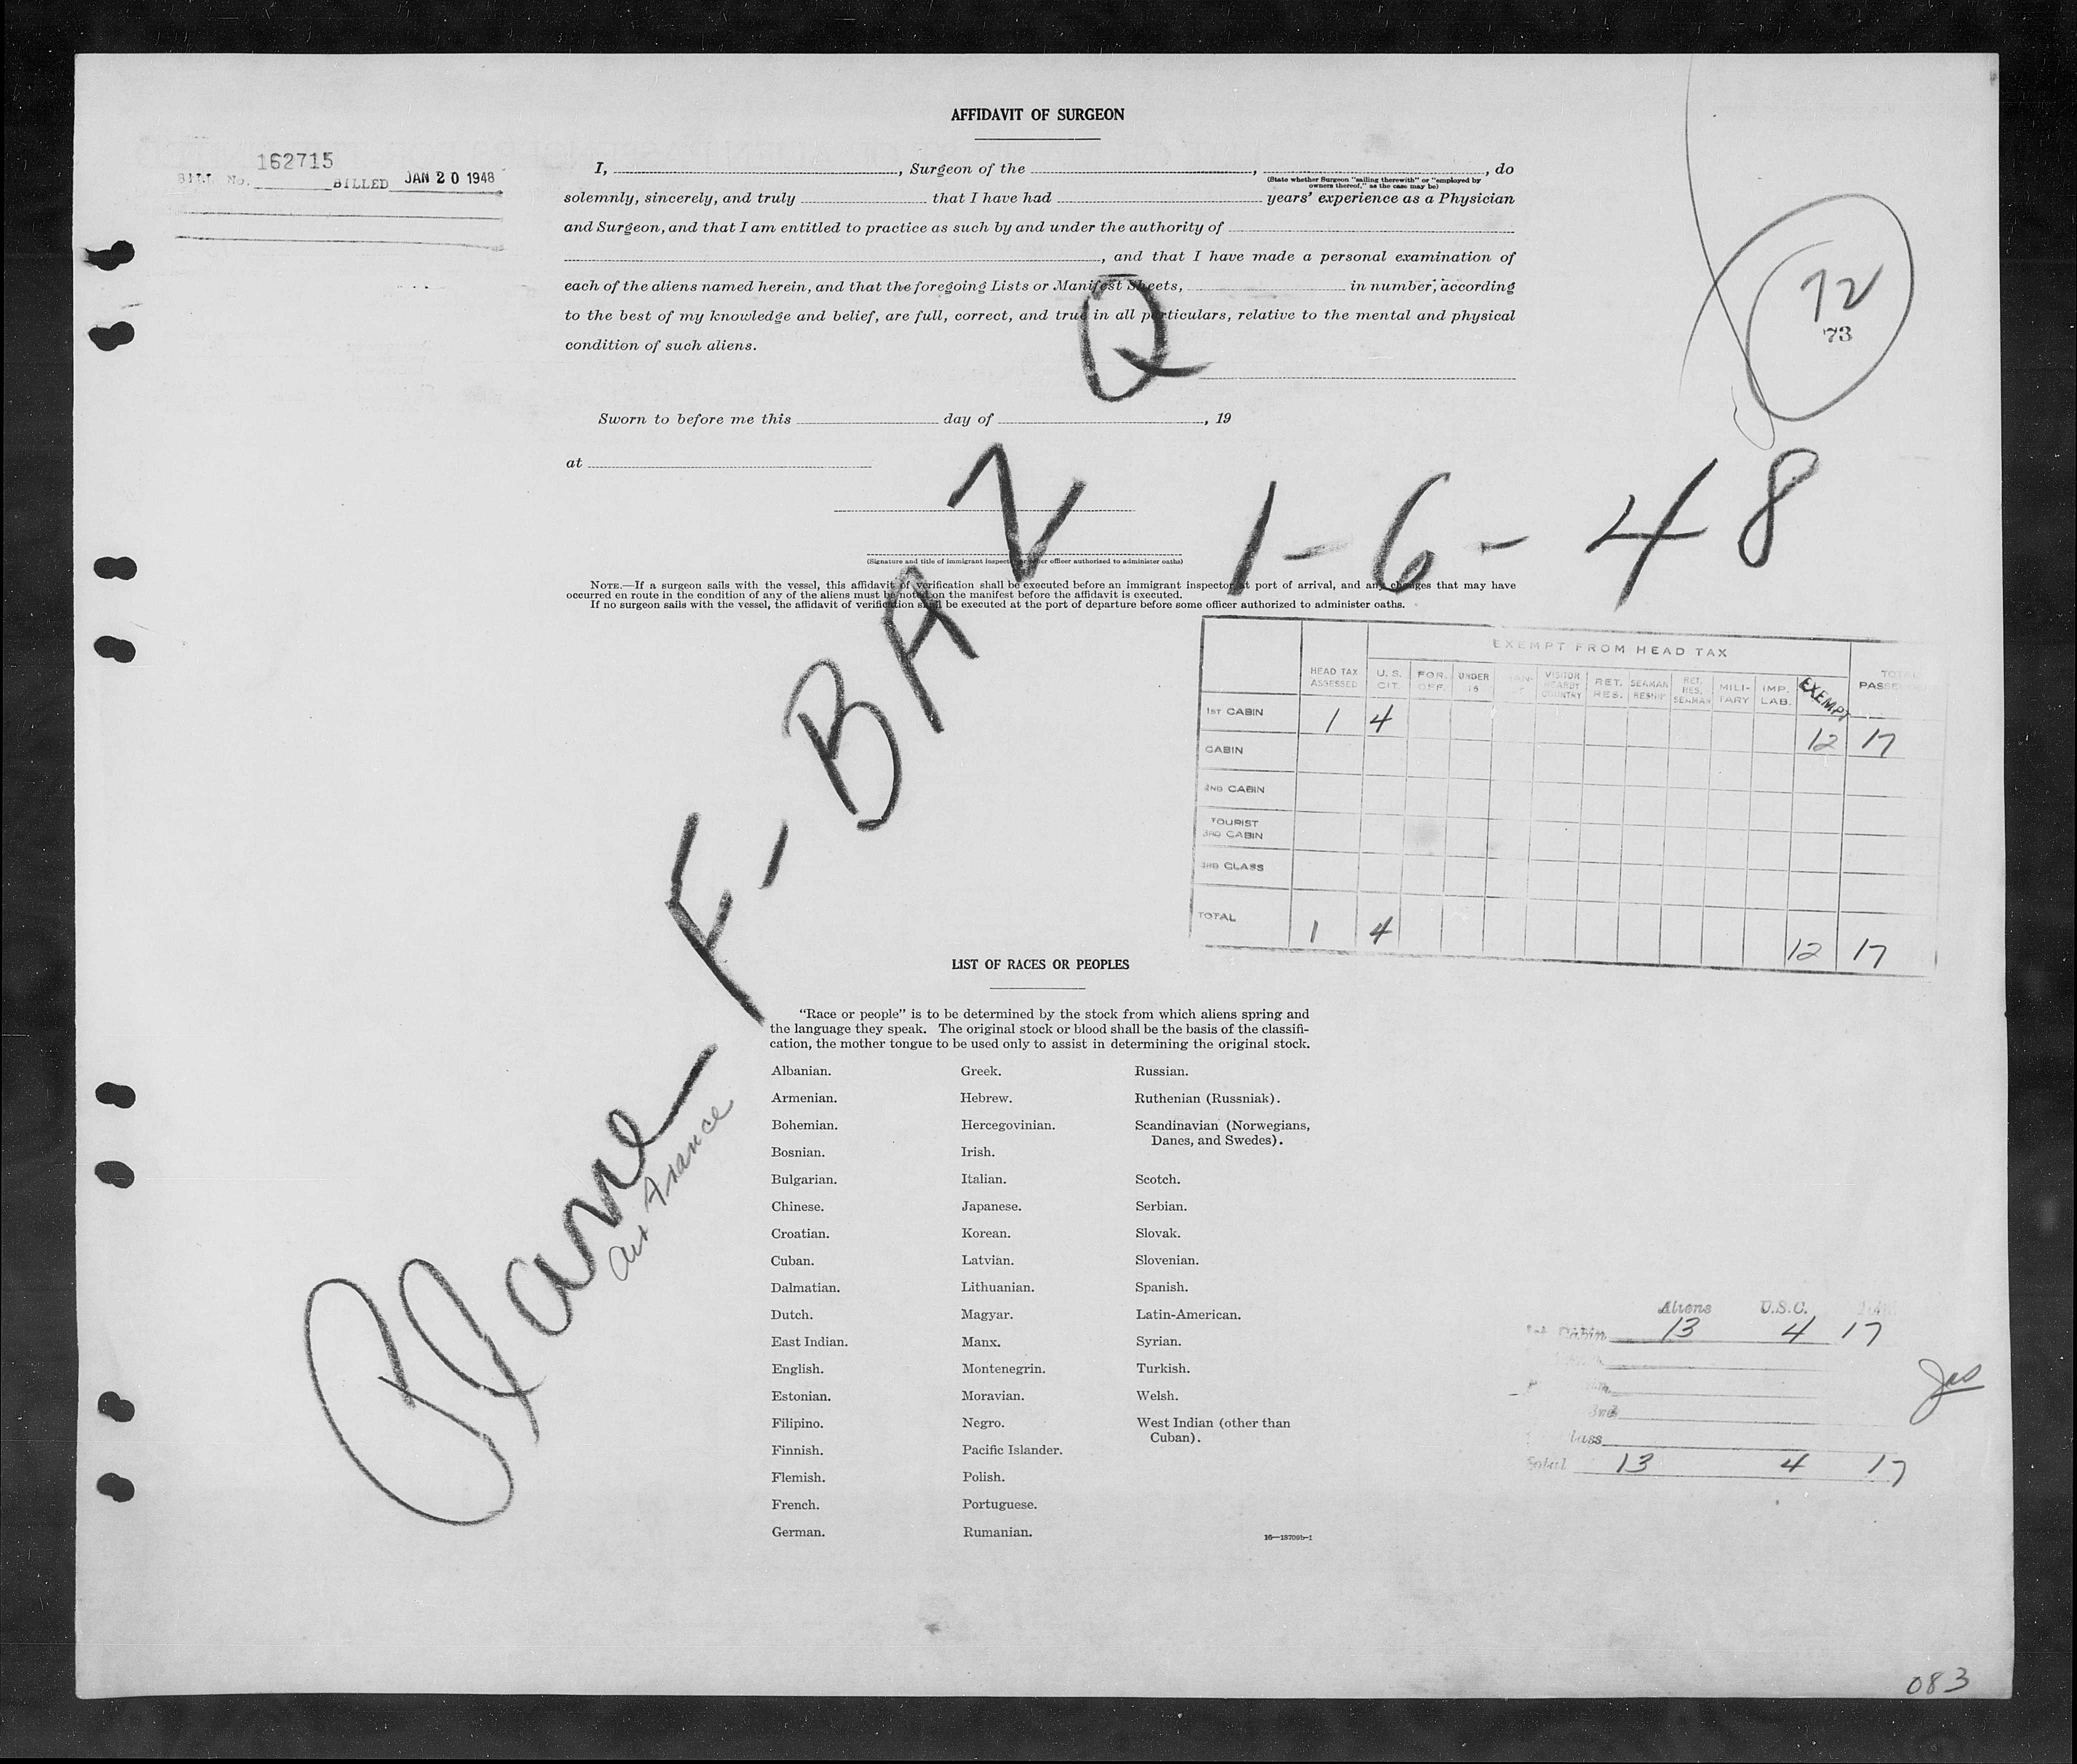 AFFIDAVIT OF SURGEON
162715
BILL No. BILLED JAN 20 1948
I, , Surgeon of the , , do
(State whether Surgeon "sailing therewith" or "employed by
owners thereof," as the case may be)
solemnly, sincerely, and truly that I have had years' experience as a Physician
and Surgeon, and that I am entitled to practice as such by and under the authority of
, and that I have made a personal examination of
each of the aliens named herein, and that the foregoing Lists or Manifest Sheets, in number, according
to the best of my knowledge and belief, are full, correct, and true in all particulars, relative to the mental and physical
condition of such aliens.
72
73
Sworn to before me this day of , 19
at
(Signature and title of immigrant inspector or other officer authorized to administer oaths)
NOTE.—If a surgeon sails with the vessel, this affidavit of verification shall be executed before an immigrant inspector at port of arrival, and any changes that may have
occurred en route in the condition of any of the aliens must be noted on the manifest before the affidavit is executed.
If no surgeon sails with the vessel, the affidavit of verification shall be executed at the port of departure before some officer authorized to administer oaths.
Plane F-BAZQ
Air France
1-6-48
EXEMPT FROM HEAD TAX
HEAD TAX ASSESSED U. S. CIT. FOR. OFF. UNDER 16 VISITOR COUNTRY RET. RES. SEAMAN RESHIP RET. RES. SEAMAN MILITARY IMP. LAB. EXEMPT TOTAL
1ST CABIN 1 4 12 17
CABIN
2ND CABIN
TOURIST
3RD CABIN
3RD CLASS
TOTAL 1 4 12 17
LIST OF RACES OR PEOPLES
"Race or people" is to be determined by the stock from which aliens spring and
the language they speak. The original stock or blood shall be the basis of the classifi-
cation, the mother tongue to be used only to assist in determining the original stock.
Albanian. Greek. Russian.
Armenian. Hebrew. Ruthenian (Russniak).
Bohemian. Hercegovinian. Scandinavian (Norwegians,
Danes, and Swedes).
Bosnian. Irish.
Bulgarian. Italian. Scotch.
Chinese. Japanese. Serbian.
Croatian. Korean. Slovak.
Cuban. Latvian. Slovenian.
Dalmatian. Lithuanian. Spanish.
Dutch. Magyar. Latin-American.
East Indian. Manx. Syrian.
English. Montenegrin. Turkish.
Estonian. Moravian. Welsh.
Filipino. Negro. West Indian (other than
Cuban).
Finnish. Pacific Islander.
Flemish. Polish.
French. Portuguese.
German. Rumanian.
16—18709b-1
Aliens U.S.C.
Cabin 13 4 17
3rd
Total 13 4 17
083